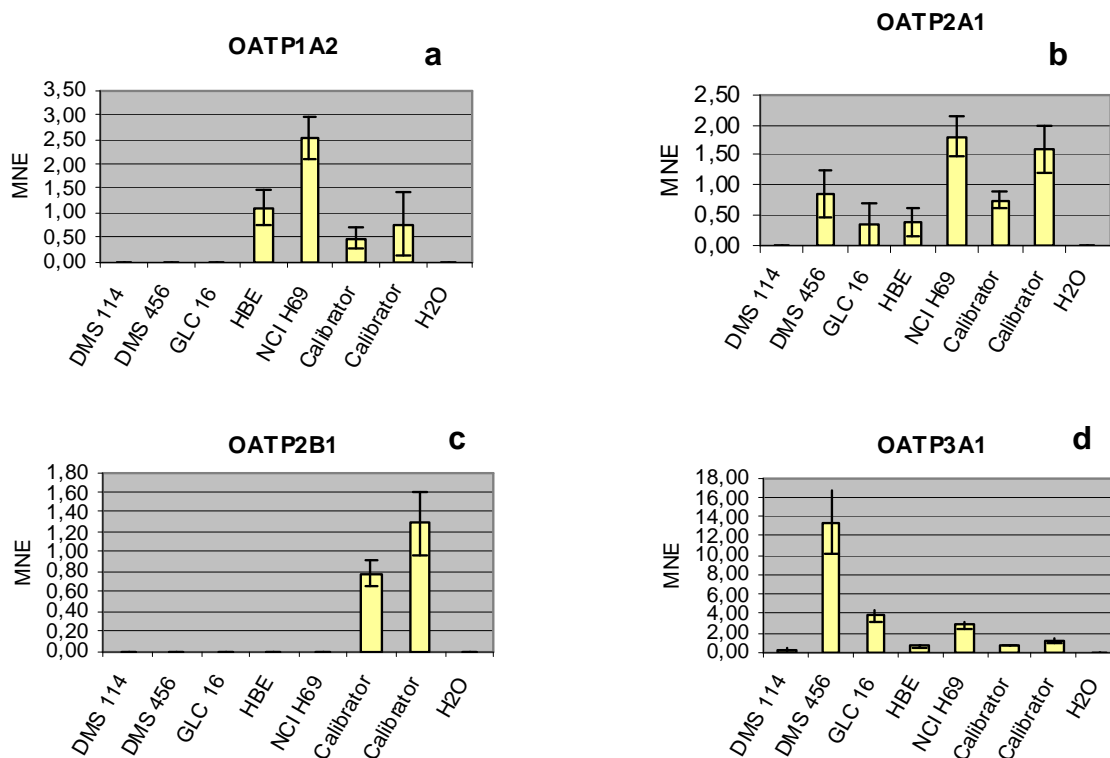 OATP1A2
a
MNE
3,50
3,00
2,50
2,00
1,50
1,00
0,50
0,00
DMS 114
DMS 456
GLC 16
HBE
NCI H69
Calibrator
Calibrator
H2O
OATP2A1
b
MNE
2,50
2,00
1,50
1,00
0,50
0,00
DMS 114
DMS 456
GLC 16
HBE
NCI H69
Calibrator
Calibrator
H2O
OATP2B1
c
MNE
1,80
1,60
1,40
1,20
1,00
0,80
0,60
0,40
0,20
0,00
DMS 114
DMS 456
GLC 16
HBE
NCI H69
Calibrator
Calibrator
H2O
OATP3A1
d
MNE
18,00
16,00
14,00
12,00
10,00
8,00
6,00
4,00
2,00
0,00
DMS 114
DMS 456
GLC 16
HBE
NCI H69
Calibrator
Calibrator
H2O